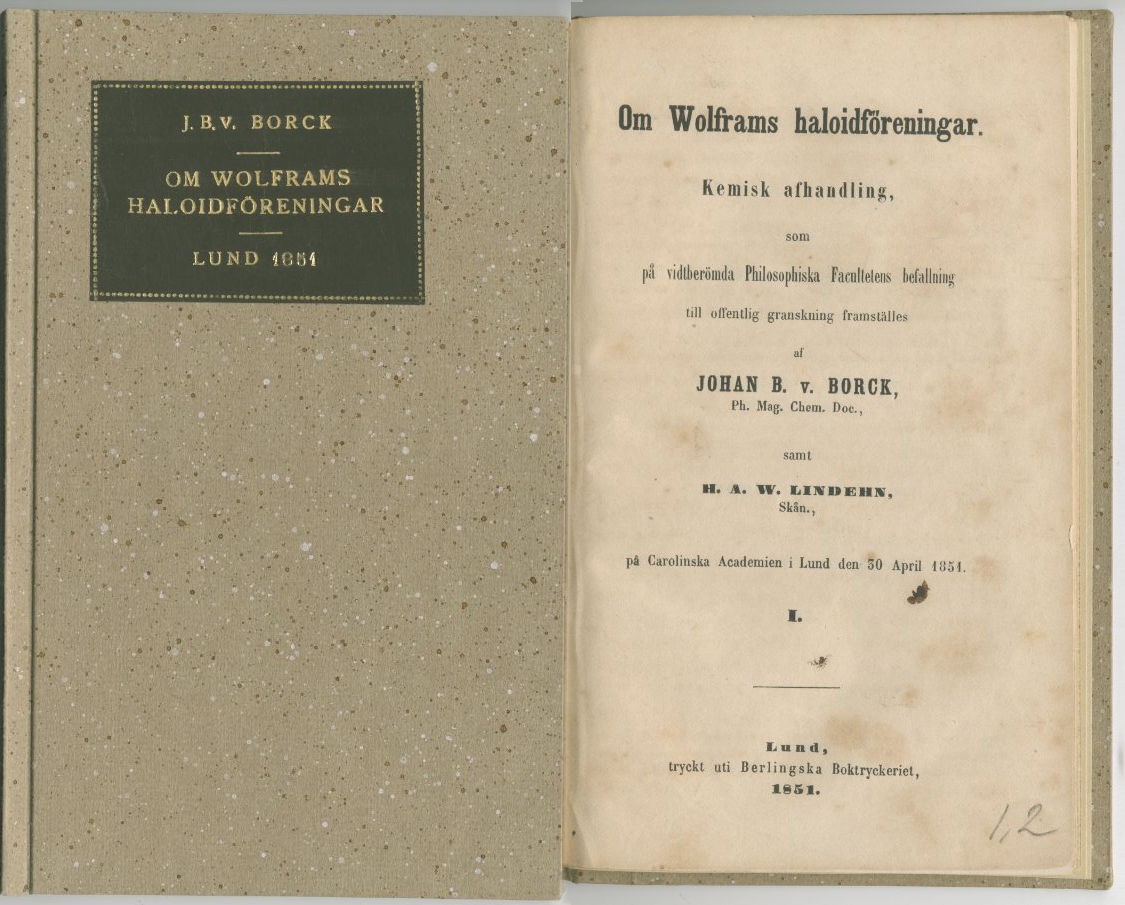 J. B. V. BORCK
OM WOLFRAMS
HALOIDFÖRENINGAR
LUND 1851
Om Wolframs haloidföreningar.
Kemisk afhandling,
som
på vidtberömda Philosophiska Facultetens befallning
till offentlig granskning framställes
af
JOHAN B. v. BORCK,
Ph. Mag. Chem. Doc.,
samt
H. A. W. LINDEHN,
Skån.,
på Carolinska Academien i Lund den 30 April 1851.
I.
Lund,
tryckt uti Berlingska Boktryckeriet,
1851.
1,2